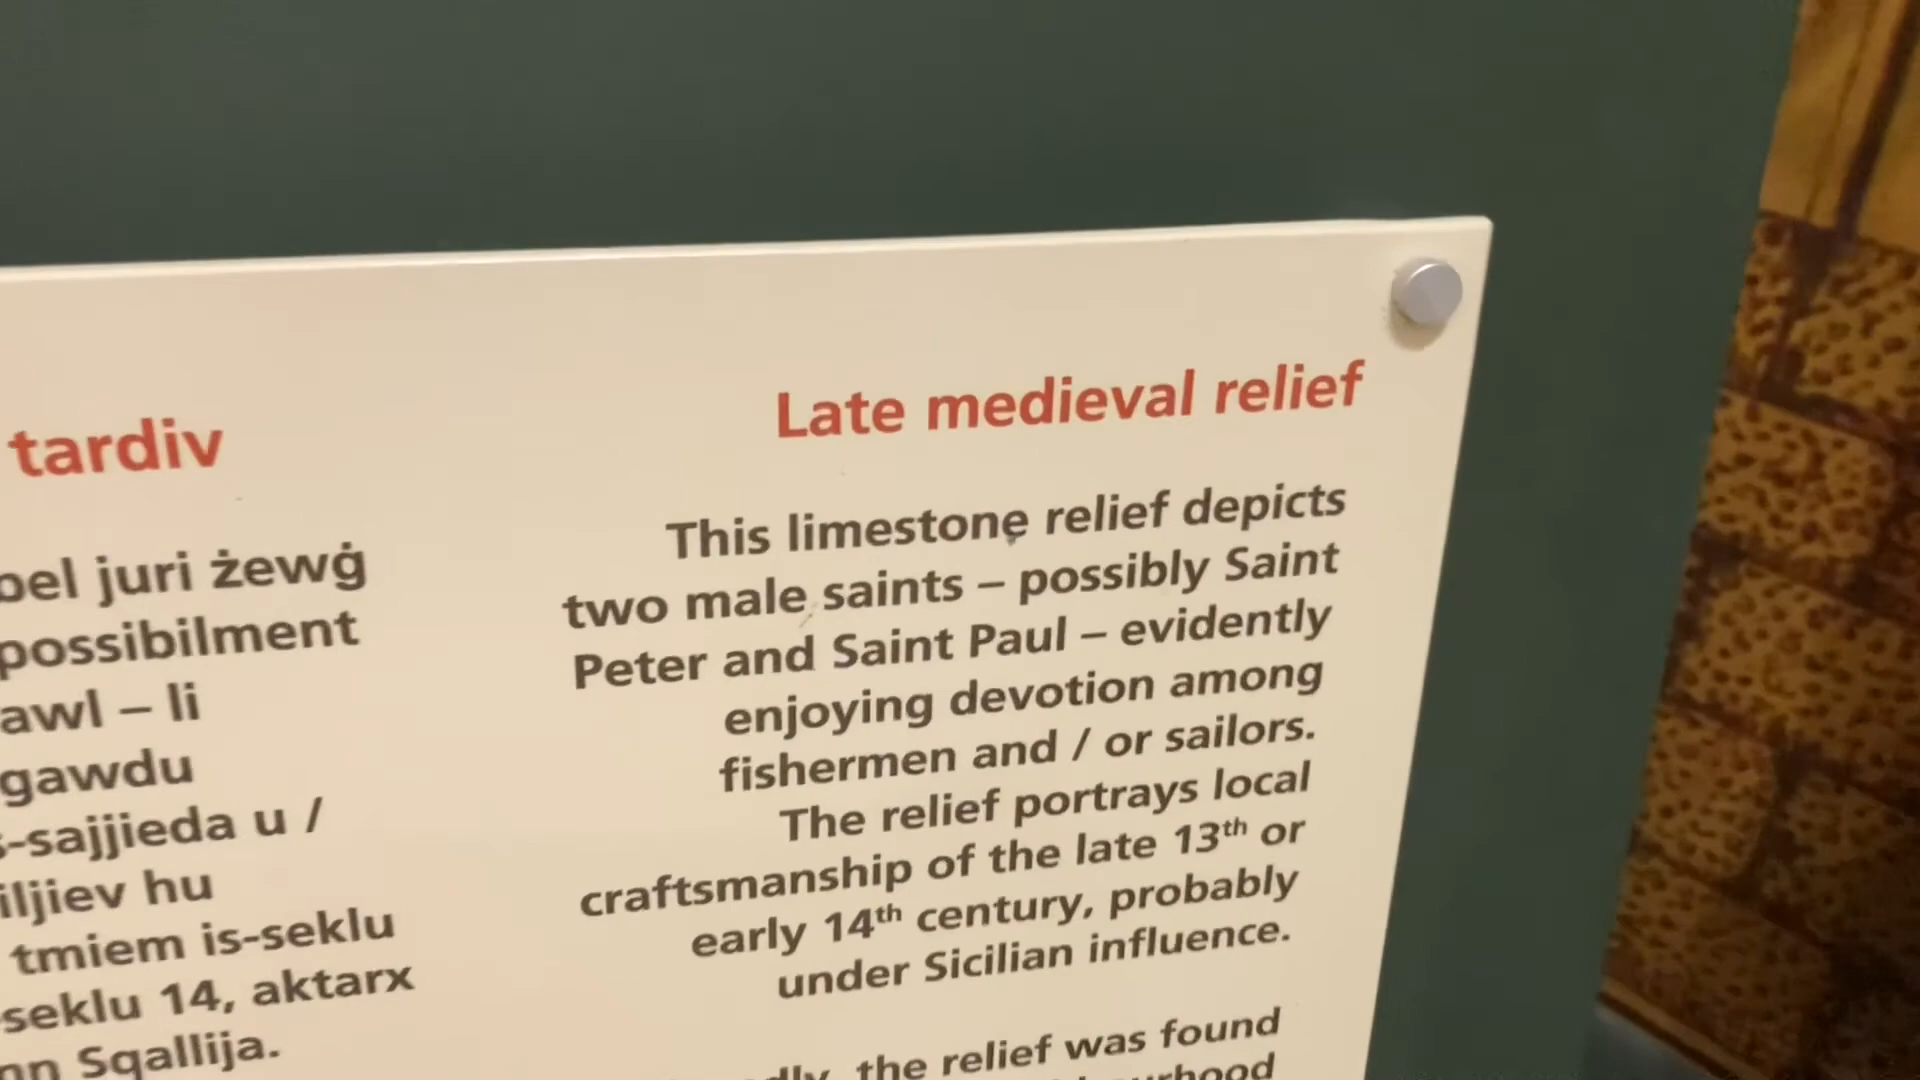 tardiv
juri żewġ
possibilment
– li
gawdu
-sajjieda u /
hu
tmiem is-seklu
seklu 14, aktarx
Sqallija.
Late medieval relief
This limestone relief depicts
two male saints – possibly Saint
Peter and Saint Paul – evidently
enjoying devotion among
fishermen and / or sailors.
The relief portrays local
craftsmanship of the late 13th or
early 14th century, probably
under Sicilian influence.
the relief was found